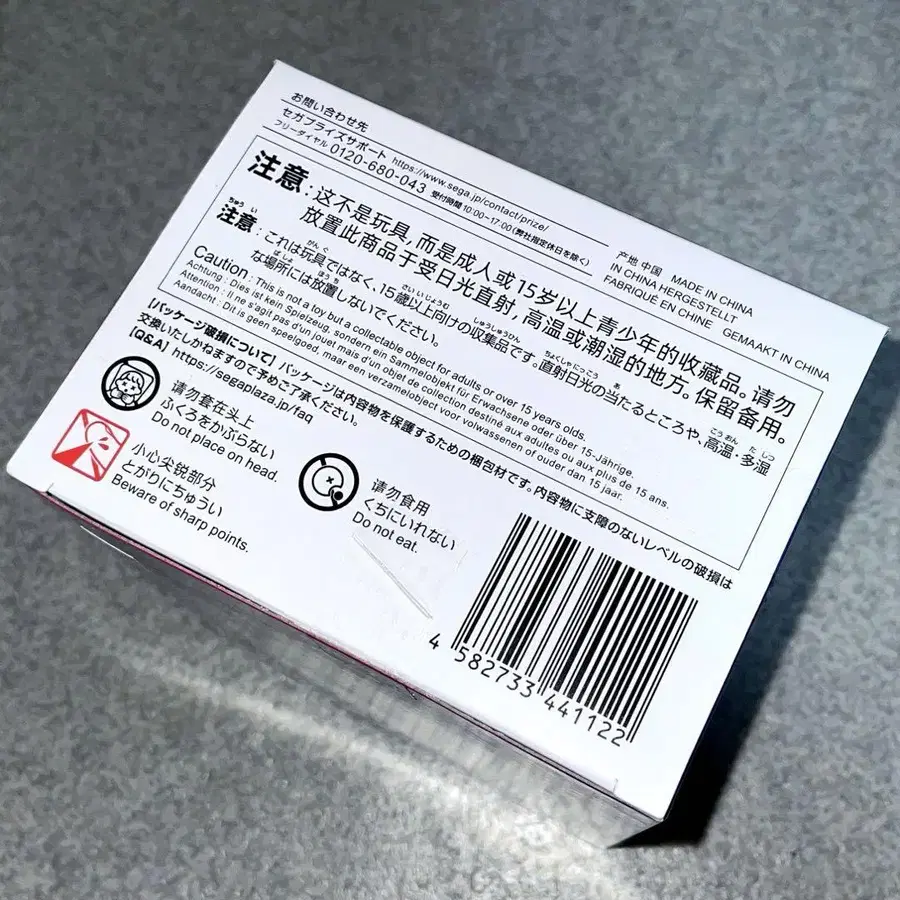 お問い合わせ先
セガプライズサポート https://www.sega.jp/contact/prize/
フリーダイヤル 0120-680-043 受付時間 10:00~17:00(弊社指定休日を除く)
产地:中国 MADE IN CHINA
IN CHINA HERGESTELLT
FABRIQUÉ EN CHINE GEMAAKT IN CHINA
注意:这不是玩具,而是成人或15岁以上青少年的收藏品。请勿
放置此商品于受日光直射,高温或潮湿的地方。保留备用。
注意:これは玩具ではなく、15歳以上向けの収集品です。直射日光の当たるところや、高温・多湿
な場所には放置しないでください。
Caution : This is not a toy but a collectable object for adults or over 15 years old.
Achtung : Dies ist kein Spielzeug, sondern ein Sammelobjekt für Erwachsene oder über 15-Jährige.
Attention : Il ne s'agit pas d'un jouet mais d'un objet de collection destiné aux adultes ou aux plus de 15 ans.
Aandacht : Dit is geen speelgoed, maar een verzamelobject voor volwassenen of ouder dan 15 jaar.
[パッケージ破損について] パッケージは内容物を保護するための梱包材です。内容物に支障のないレベルの破損は
交換いたしかねますので予めご了承ください。
[Q&A] https://segaplaza.jp/faq
请勿套在头上
ふくろをかぶらない
Do not place on head.
小心尖锐部分
とがりにちゅうい
Beware of sharp points.
请勿食用
くちにいれない
Do not eat.
4 582733 441122